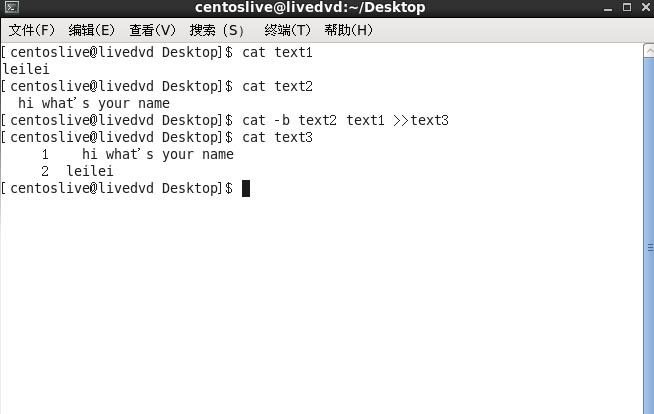 centoslive@livedvd:~/Desktop
文件(F) 编辑(E) 查看(V) 搜索 (S) 终端(T) 帮助(H)
[centoslive@livedvd Desktop]$ cat text1
leilei
[centoslive@livedvd Desktop]$ cat text2
  hi what's your name
[centoslive@livedvd Desktop]$ cat -b text2 text1 >>text3
[centoslive@livedvd Desktop]$ cat text3
     1    hi what's your name
     2  leilei
[centoslive@livedvd Desktop]$